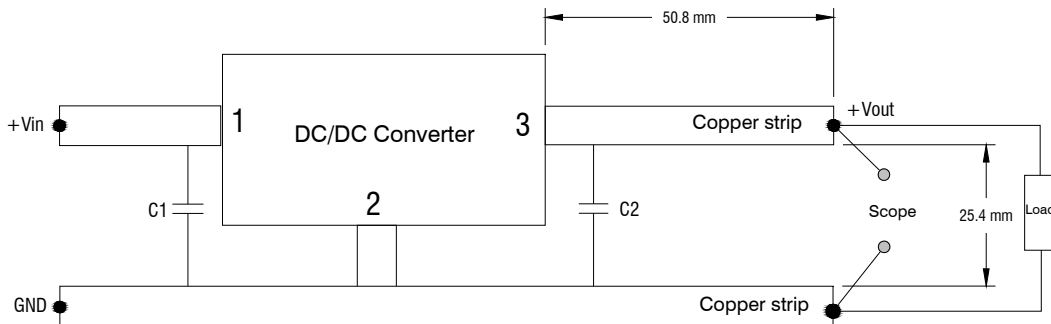 50.8 mm
+Vin
1
DC/DC Converter
3
Copper strip
+Vout
C1
2
C2
Scope
25.4 mm
Load
GND
Copper strip